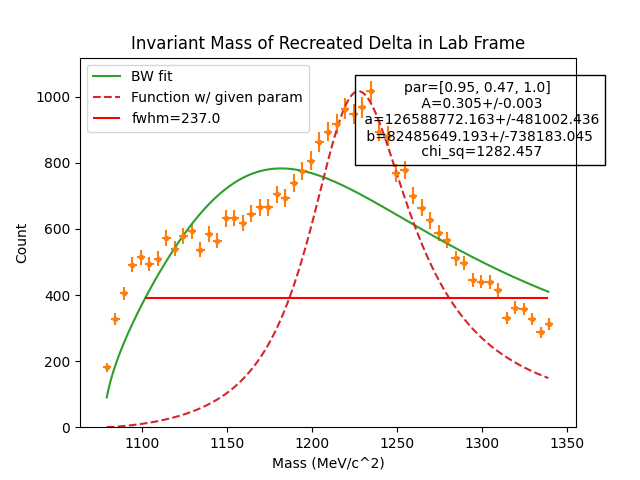 Invariant Mass of Recreated Delta in Lab Frame
BW fit
Function w/ given param
fwhm=237.0
par=[0.95, 0.47, 1.0]
A=0.305+/-0.003
a=126588772.163+/-481002.436
b=82485649.193+/-738183.045
chi_sq=1282.457
Count
1000
800
600
400
200
0
1100 1150 1200 1250 1300 1350
Mass (MeV/c^2)